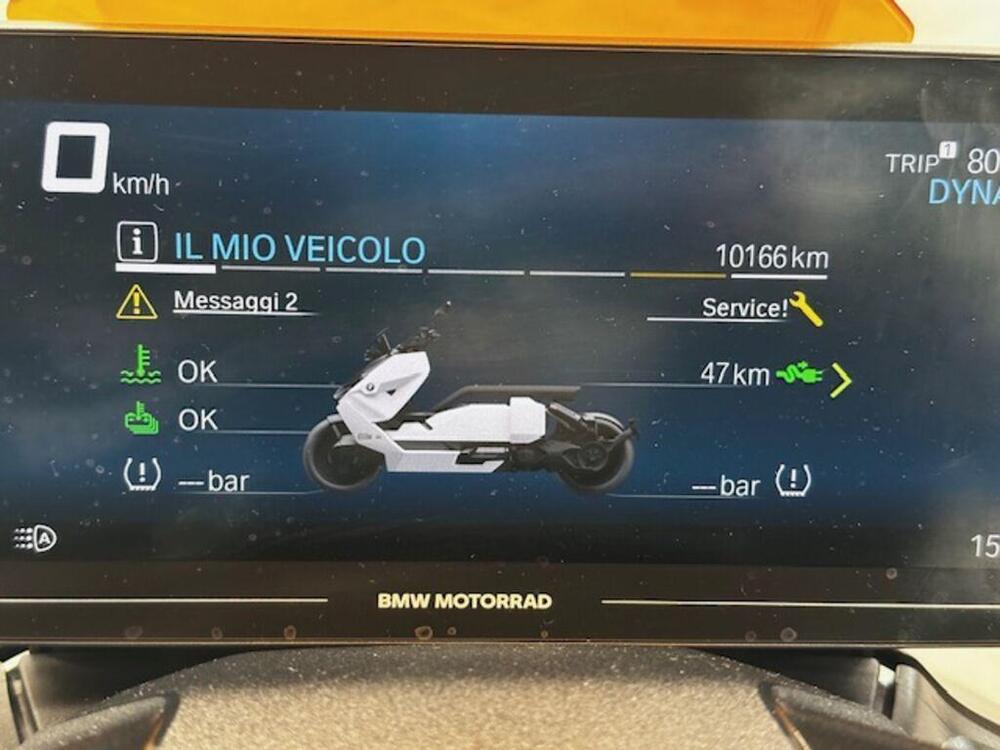 0 km/h
TRIP 1 80
DYNA
i IL MIO VEICOLO 10166 km
Messaggi 2
Service!
OK
47 km
OK
--- bar
--- bar
A
15
BMW MOTORRAD